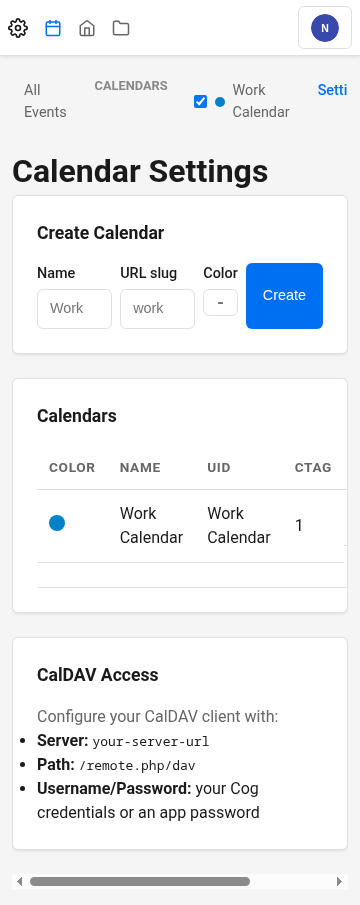 N
All Events
CALENDARS
Work Calendar
Setti
Calendar Settings
Create Calendar
Name URL slug Color
Work work - Create
Calendars
COLOR NAME UID CTAG
Work Calendar Work Calendar 1
CalDAV Access
Configure your CalDAV client with:
Server: your-server-url
Path: /remote.php/dav
Username/Password: your Cog
credentials or an app password